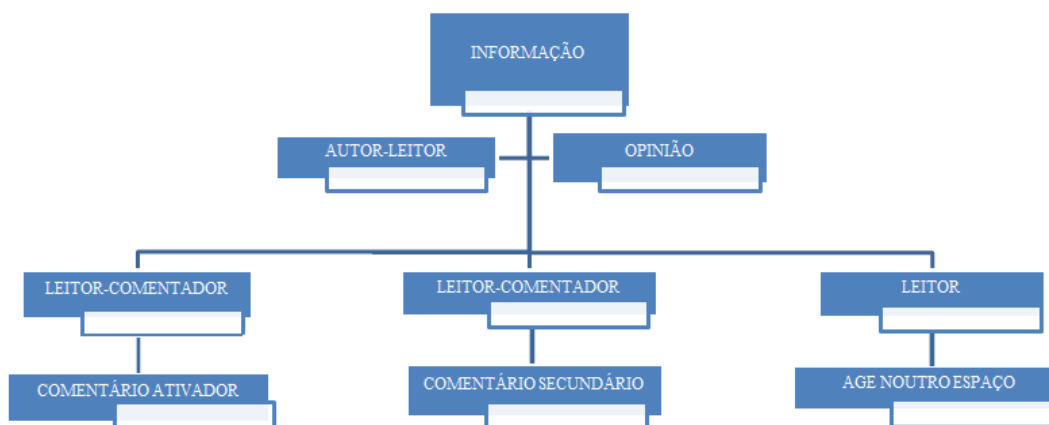 INFORMAÇÃO
AUTOR-LEITOR
OPINIÃO
LEITOR-COMENTADOR
LEITOR-COMENTADOR
LEITOR
COMENTÁRIO ATIVADOR
COMENTÁRIO SECUNDÁRIO
AGE NOUTRO ESPAÇO